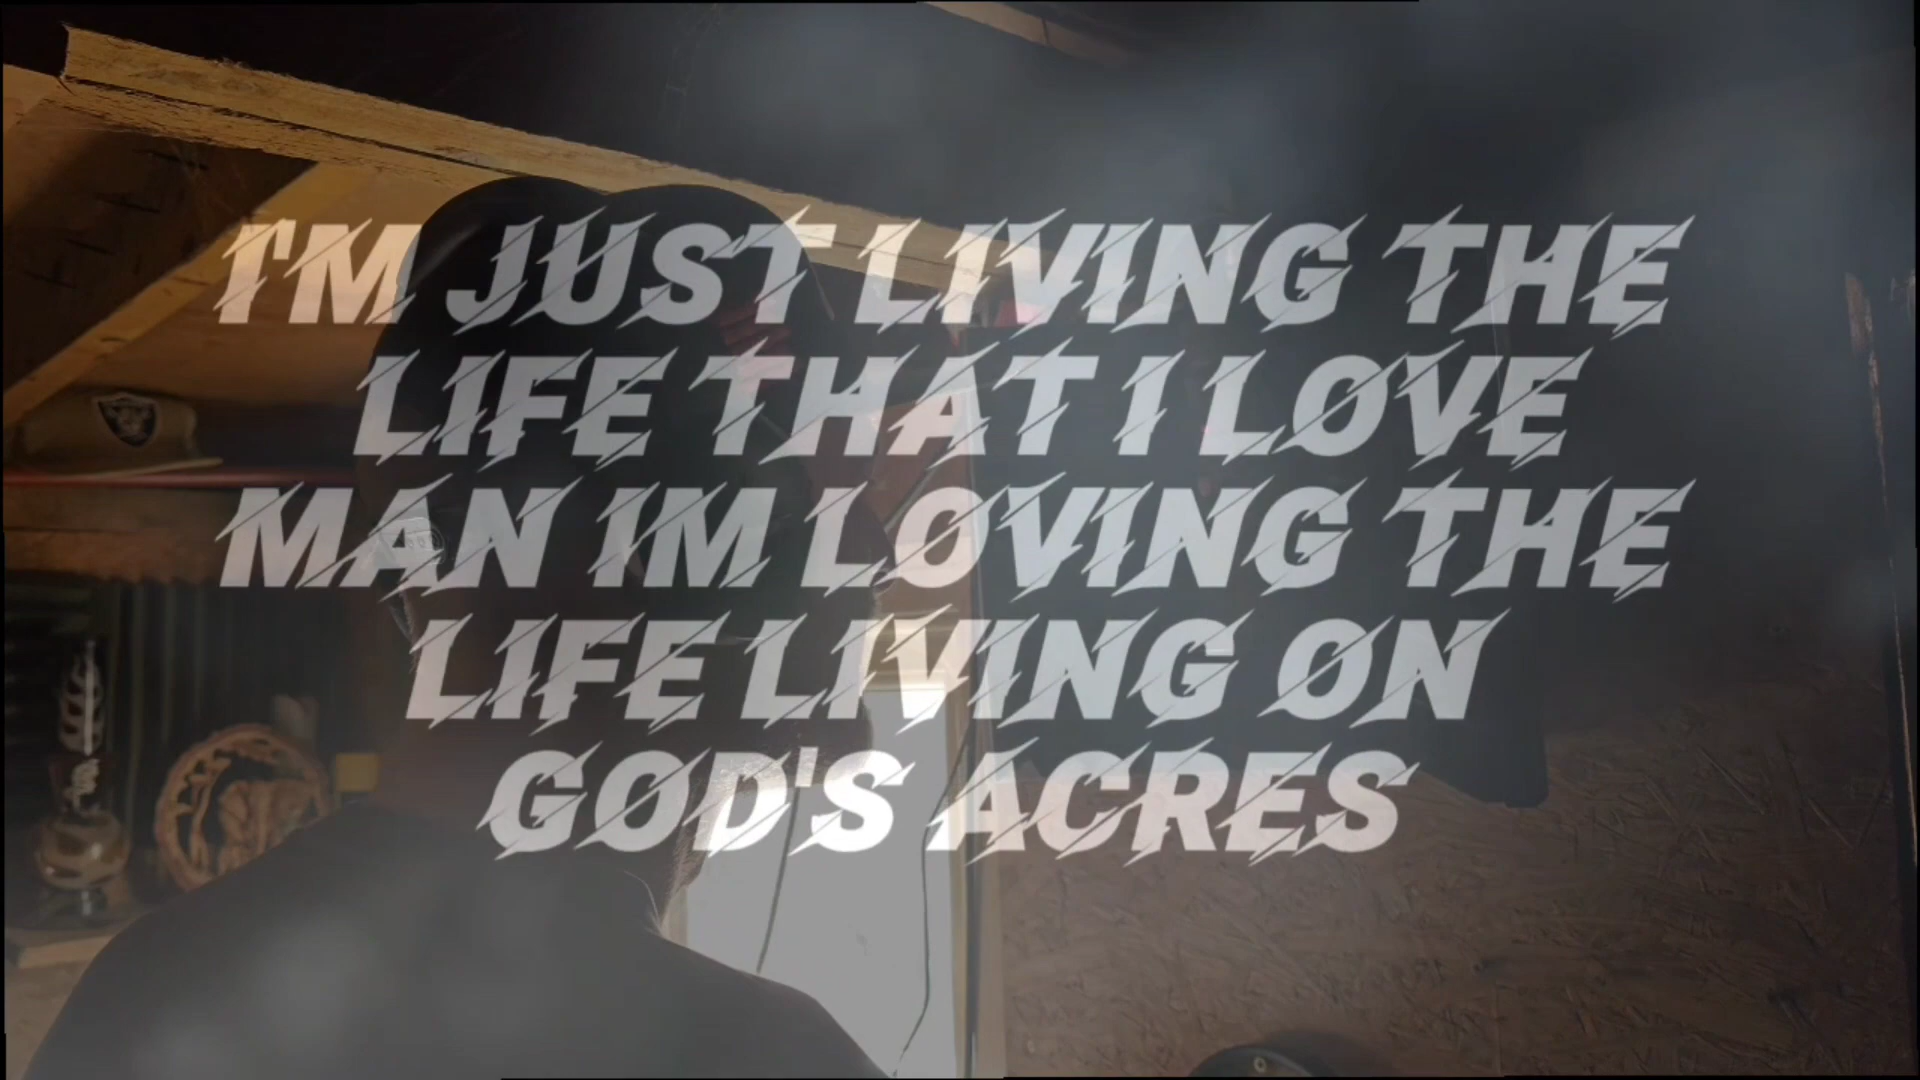 I'M JUST LIVING THE
LIFE THAT I LOVE
MAN IM LOVING THE
LIFE LIVING ON
GOD'S ACRES